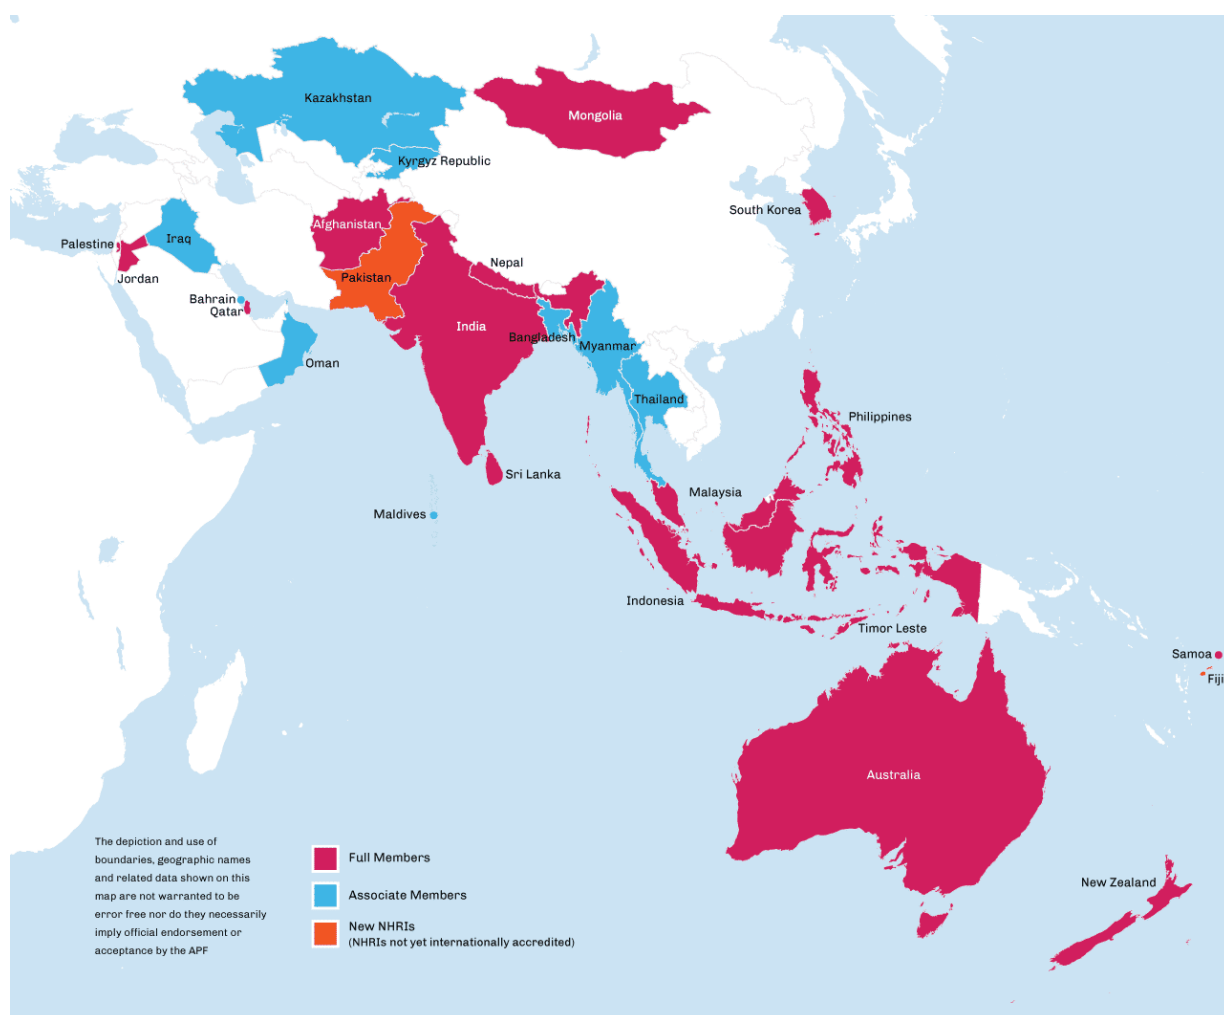 Kazakhstan
Mongolia
Kyrgyz Republic
South Korea
Afghanistan
Palestine
Iraq
Nepal
Jordan
Pakistan
Bahrain
Qatar
India
Bangladesh
Myanmar
Oman
Thailand
Philippines
Sri Lanka
Malaysia
Maldives
Indonesia
Timor Leste
Samoa
Fiji
Australia
The depiction and use of
boundaries, geographic names
and related data shown on this
map are not warranted to be
error free nor do they necessarily
imply official endorsement or
acceptance by the APF
Full Members
Associate Members
New NHRIs
(NHRIs not yet internationally accredited)
New Zealand